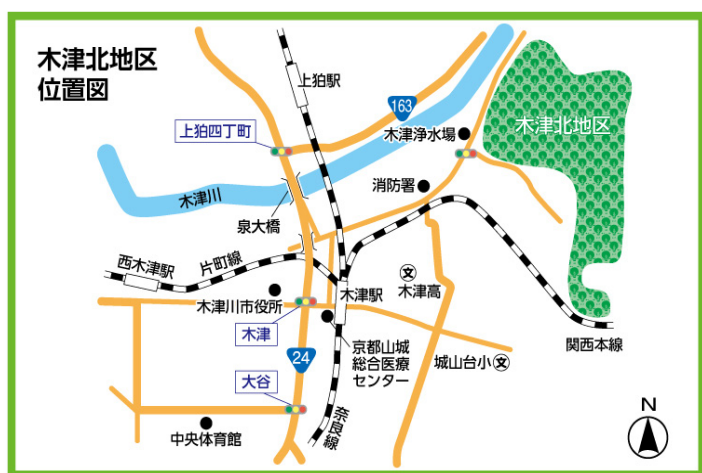 木津北地区
位置図
上狛駅
163
上狛四丁町
木津浄水場
木津北地区
消防署
木津川
泉大橋
西木津駅
片町線
木津川市役所
木津駅
木津高
木津
関西本線
京都山城
総合医療
センター
城山台小
24
大谷
奈良線
中央体育館
文
文
N